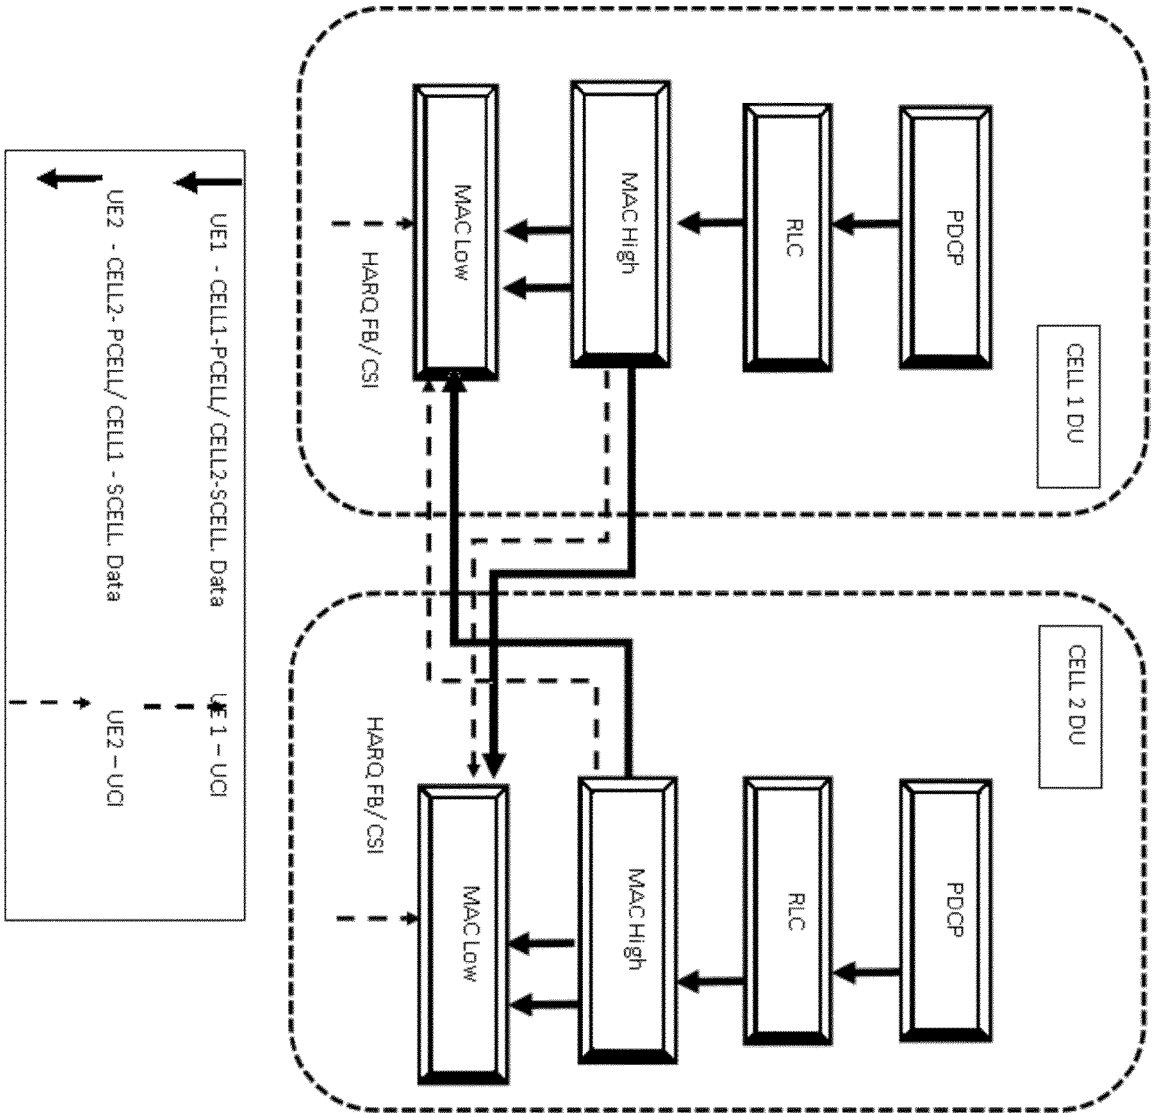 CELL 1 DU
PDCP
RLC
MAC High
MAC Low
HARQ FB/ CSI
CELL 2 DU
PDCP
RLC
MAC High
MAC Low
HARQ FB/ CSI
UE1 - CELL1-PCELL/ CELL2-SCELL. Data
UE 1 – UCI
UE2 - CELL2- PCELL/ CELL1 - SCELL. Data
UE2 – UCI